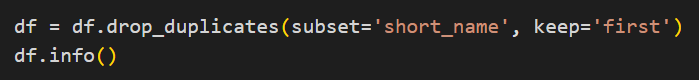 df = df.drop_duplicates(subset='short_name', keep='first')
df.info()